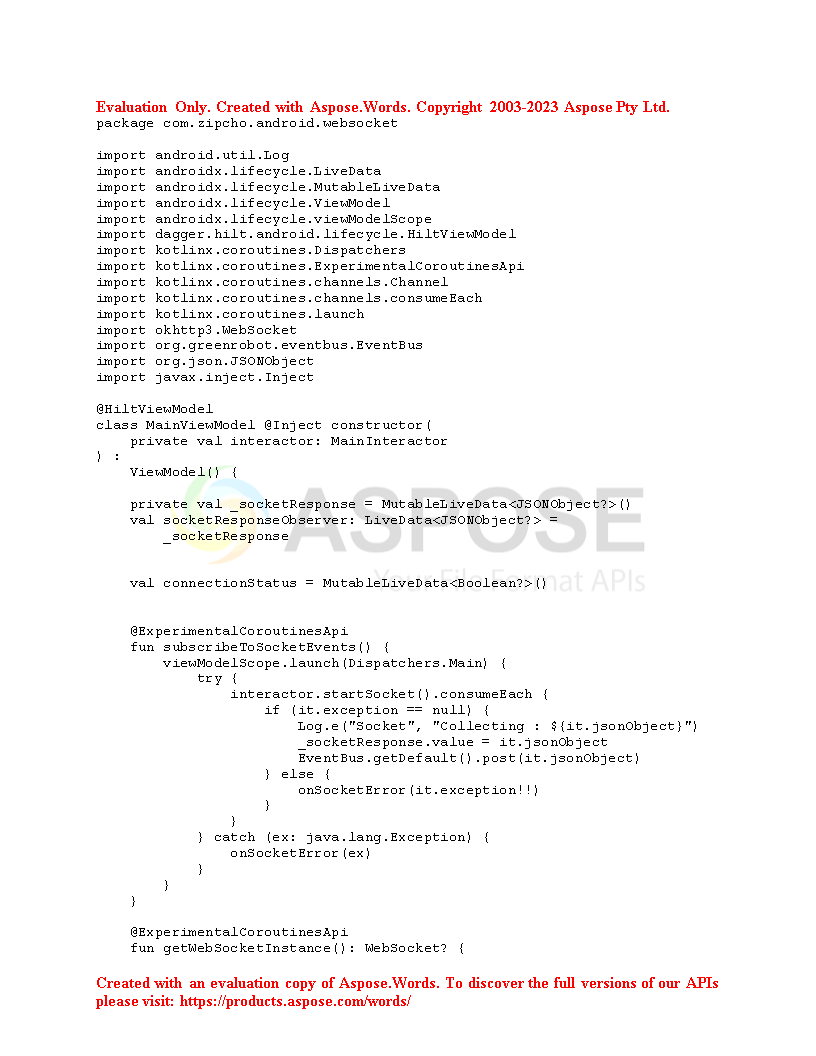 Evaluation Only. Created with Aspose.Words. Copyright 2003-2023 Aspose Pty Ltd.
package com.zipcho.android.websocket
import android.util.Log
import androidx.lifecycle.LiveData
import androidx.lifecycle.MutableLiveData
import androidx.lifecycle.ViewModel
import androidx.lifecycle.viewModelScope
import dagger.hilt.android.lifecycle.HiltViewModel
import kotlinx.coroutines.Dispatchers
import kotlinx.coroutines.ExperimentalCoroutinesApi
import kotlinx.coroutines.channels.Channel
import kotlinx.coroutines.channels.consumeEach
import kotlinx.coroutines.launch
import okhttp3.WebSocket
import org.greenrobot.eventbus.EventBus
import org.json.JSONObject
import javax.inject.Inject
@HiltViewModel
class MainViewModel @Inject constructor(
    private val interactor: MainInteractor
) :
    ViewModel() {
    private val _socketResponse = MutableLiveData<JSONObject?>()
    val socketResponseObserver: LiveData<JSONObject?> =
        _socketResponse
ASPOSE
Your File Format APIs
    val connectionStatus = MutableLiveData<Boolean?>()
    @ExperimentalCoroutinesApi
    fun subscribeToSocketEvents() {
        viewModelScope.launch(Dispatchers.Main) {
            try {
                interactor.startSocket().consumeEach {
                    if (it.exception == null) {
                        Log.e("Socket", "Collecting : ${it.jsonObject}")
                        _socketResponse.value = it.jsonObject
                        EventBus.getDefault().post(it.jsonObject)
                    } else {
                        onSocketError(it.exception!!)
                    }
                }
            } catch (ex: java.lang.Exception) {
                onSocketError(ex)
            }
        }
    }
    @ExperimentalCoroutinesApi
    fun getWebSocketInstance(): WebSocket? {
Created with an evaluation copy of Aspose.Words. To discover the full versions of our APIs
please visit: https://products.aspose.com/words/